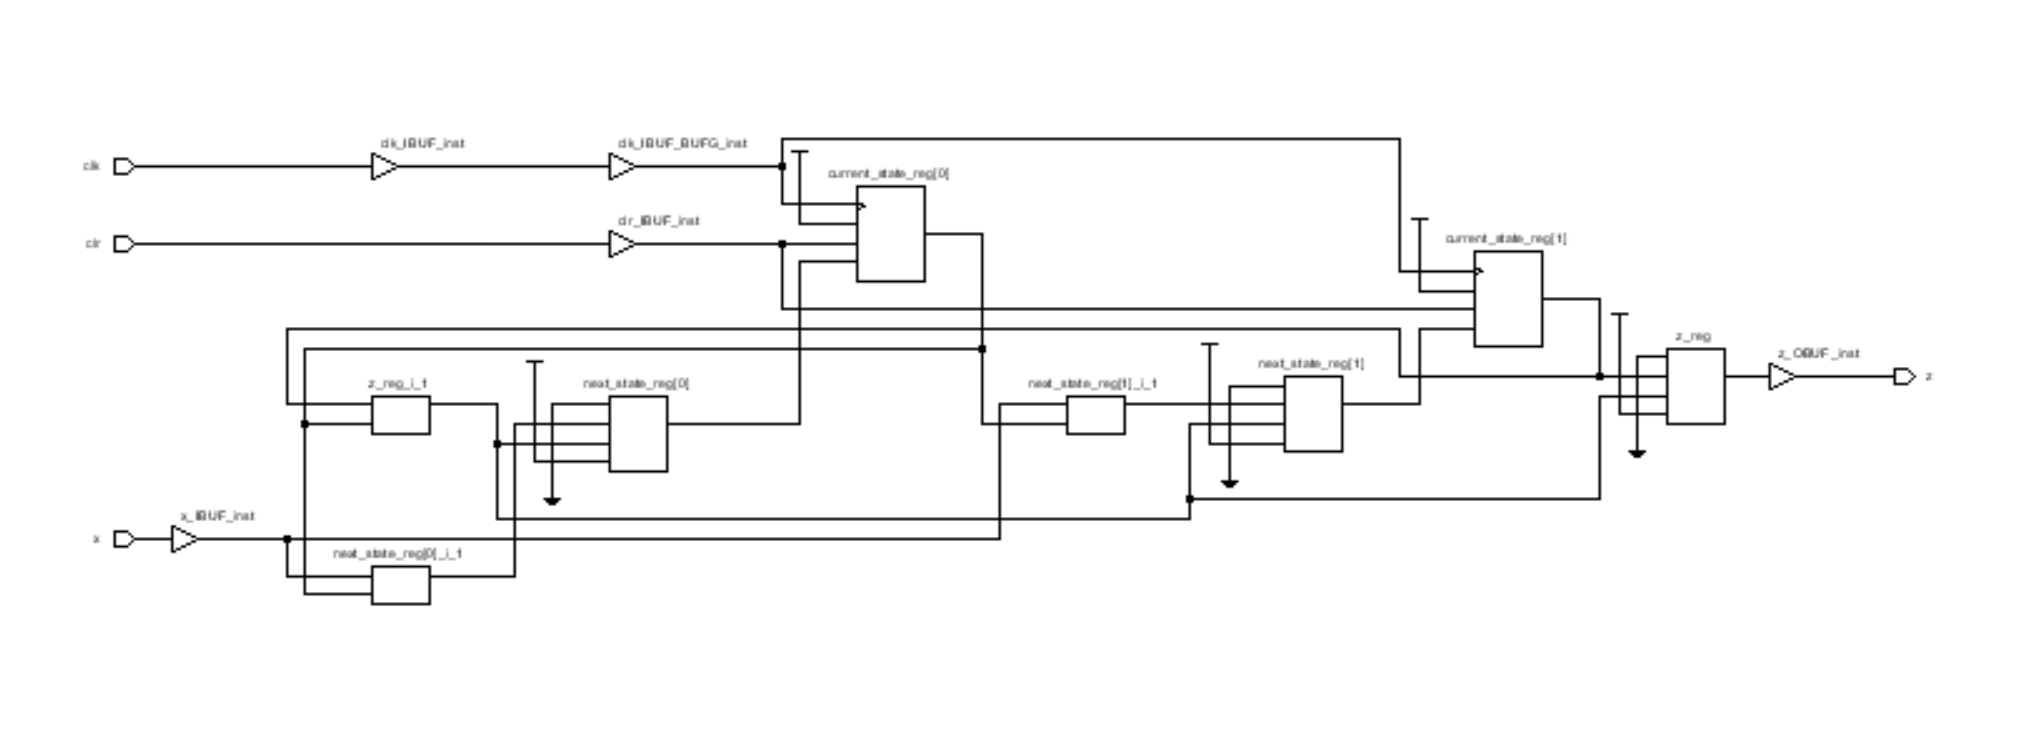 clk_IBUF_inst
clk_IBUF_BUFG_inst
clk
current_state_reg[0]
clr_IBUF_inst
clr
current_state_reg[1]
z_reg
z_OBUF_inst
next_state_reg[1]
z
z_reg_i_1
next_state_reg[0]
next_state_reg[1]_i_1
x_IBUF_inst
x
next_state_reg[0]_i_1